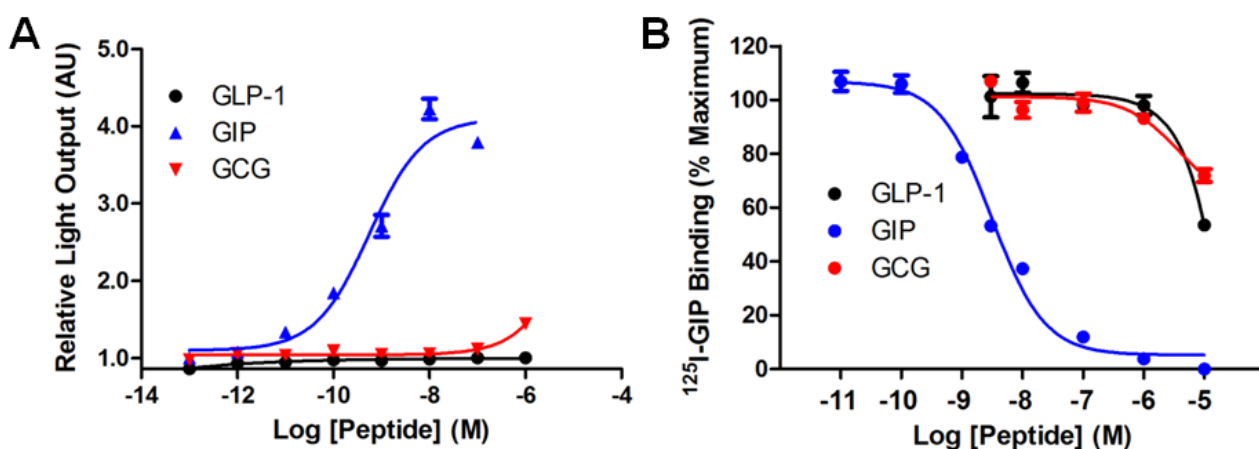 A
Relative Light Output (AU)
5.0
4.0
3.0
2.0
1.0
GLP-1
GIP
GCG
-14
-12
-10
-8
-6
-4
Log [Peptide] (M)
B
¹²⁵I-GIP Binding (% Maximum)
120
100
80
60
40
20
0
GLP-1
GIP
GCG
-11
-10
-9
-8
-7
-6
-5
Log [Peptide] (M)